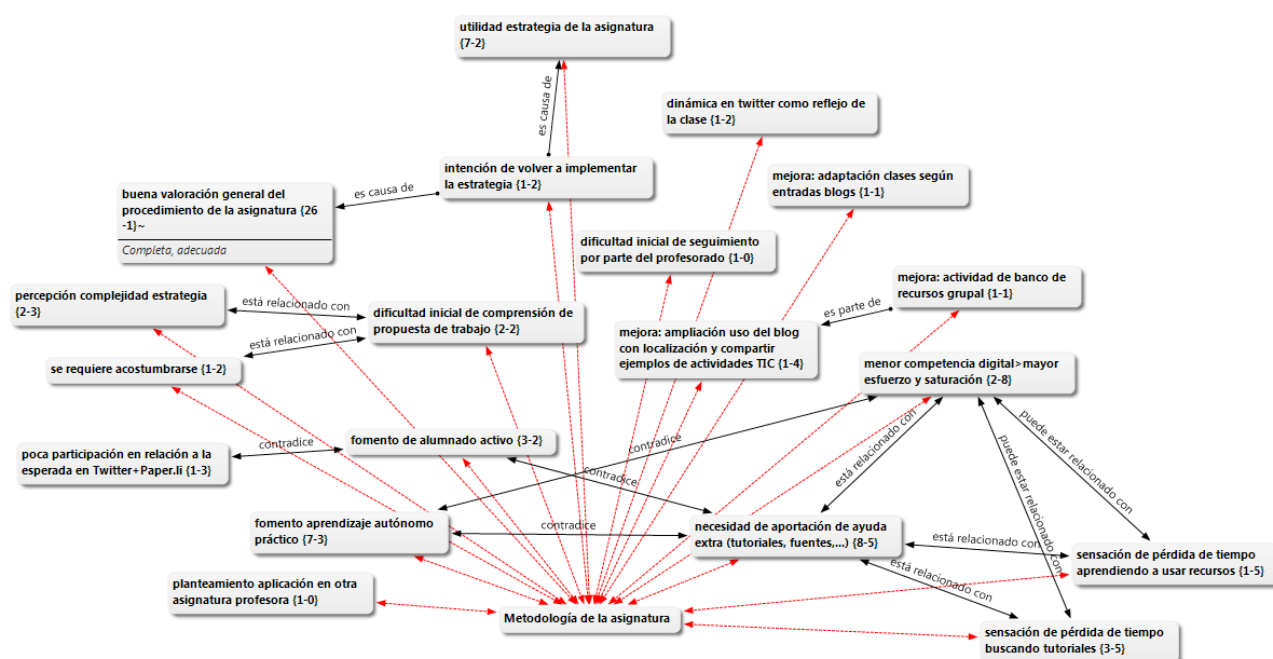 utilidad estrategia de la asignatura
{7-2}
es causa de
dinámica en twitter como reflejo de
la clase {1-2}
intención de volver a implementar
la estrategia {1-2}
mejora: adaptación clases según
entradas blogs {1-1}
es causa de
buena valoración general del
procedimiento de la asignatura {26
-1}~
Completa, adecuada
dificultad inicial de seguimiento
por parte del profesorado {1-0}
mejora: actividad de banco de
recursos grupal {1-1}
percepción complejidad estrategia
{2-3}
está relacionado con
dificultad inicial de comprensión de
propuesta de trabajo {2-2}
es parte de
mejora: ampliación uso del blog
con localización y compartir
ejemplos de actividades TIC {1-4}
está relacionado con
se requiere acostumbrarse {1-2}
menor competencia digital>mayor
esfuerzo y saturación {2-8}
puede estar relacionado con
fomento de alumnado activo {3-2}
contradice
poca participación en relación a la
esperada en Twitter+Paper.li {1-3}
contradice
contradice
está relacionado con
puede estar relacionado con
fomento aprendizaje autónomo
práctico {7-3}
contradice
necesidad de aportación de ayuda
extra (tutoriales, fuentes,...) {8-5}
está relacionado con
sensación de pérdida de tiempo
aprendiendo a usar recursos {1-5}
está relacionado con
planteamiento aplicación en otra
asignatura profesora {1-0}
Metodología de la asignatura
sensación de pérdida de tiempo
buscando tutoriales {3-5}